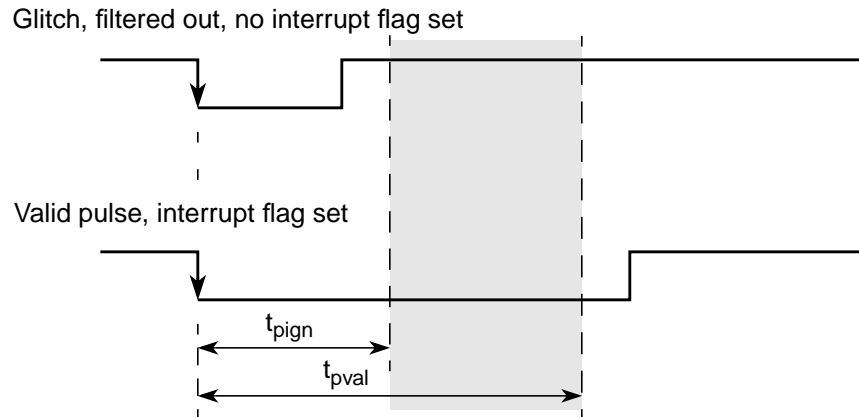 Glitch, filtered out, no interrupt flag set
Valid pulse, interrupt flag set
tpign
tpval